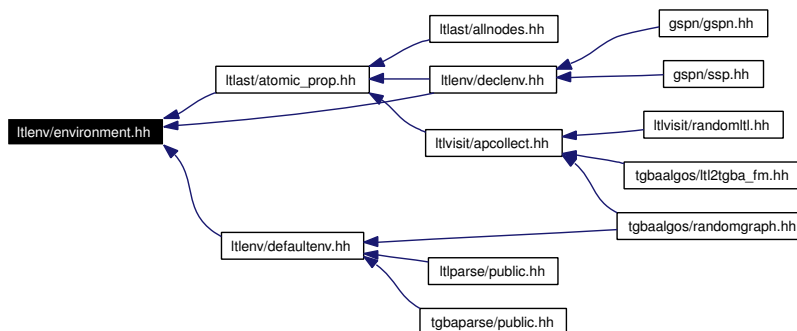 ltlast/allnodes.hh
gspn/gspn.hh
ltlast/atomic_prop.hh
ltlenv/declenv.hh
gspn/ssp.hh
ltlenv/environment.hh
ltlvisit/apcollect.hh
ltlvisit/randomltl.hh
tgbaalgos/ltl2tgba_fm.hh
tgbaalgos/randomgraph.hh
ltlenv/defaultenv.hh
ltlparse/public.hh
tgbaparse/public.hh